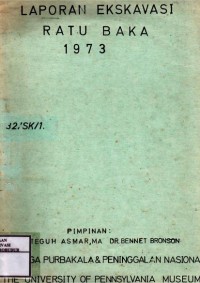 LAPORAN EKSKAVASI
RATU BAKA
1973
32/SK/1.
PIMPINAN :
TEGUH ASMAR,MA DR.BENNET BRONSON
GA PURBAKALA & PENINGGALAN NASIONA
THE UNIVERSITY OF PENNSYLVANIA MUSEUM